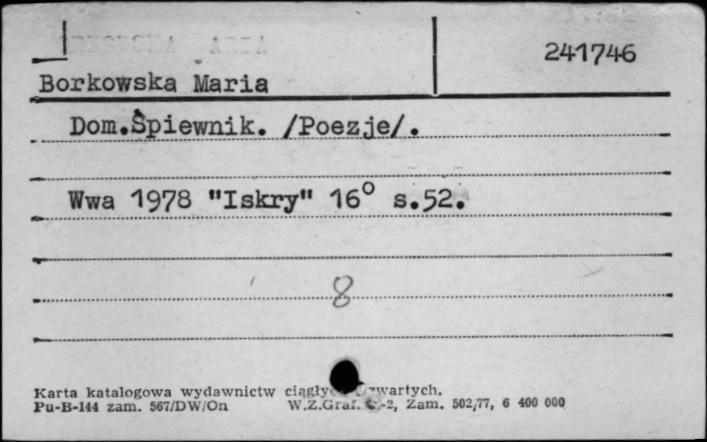 241746
Borkowska Maria
Dom.Śpiewnik. /Poezje/.
Wwa 1978 "Iskry" 16° s.52.
8
Karta katalogowa wydawnictw
Pu-B-144 zam. 567/DW/On W.Z.Graf. Zam. 502/77, 6 400 000